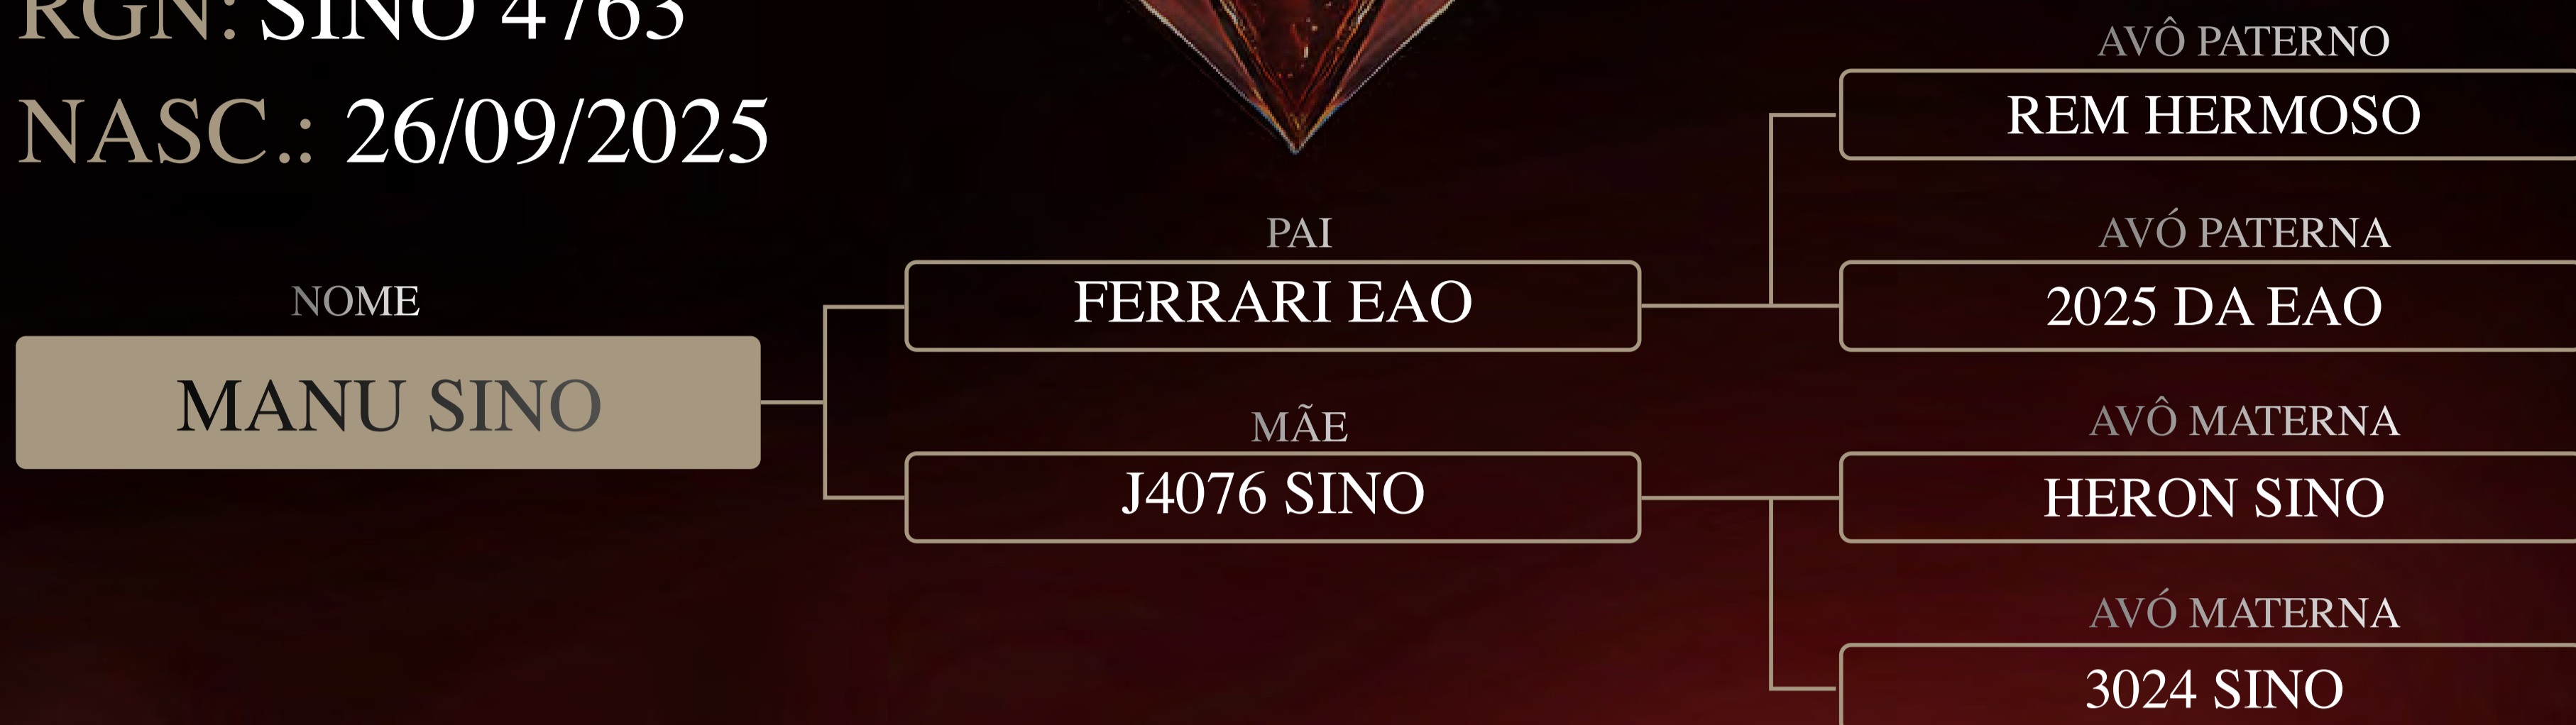 RGN: SINO 4763
NASC.: 26/09/2025
NOME
MANU SINO
PAI
FERRARI EAO
MÃE
J4076 SINO
AVÔ PATERNO
REM HERMOSO
AVÓ PATERNA
2025 DA EAO
AVÔ MATERNA
HERON SINO
AVÓ MATERNA
3024 SINO